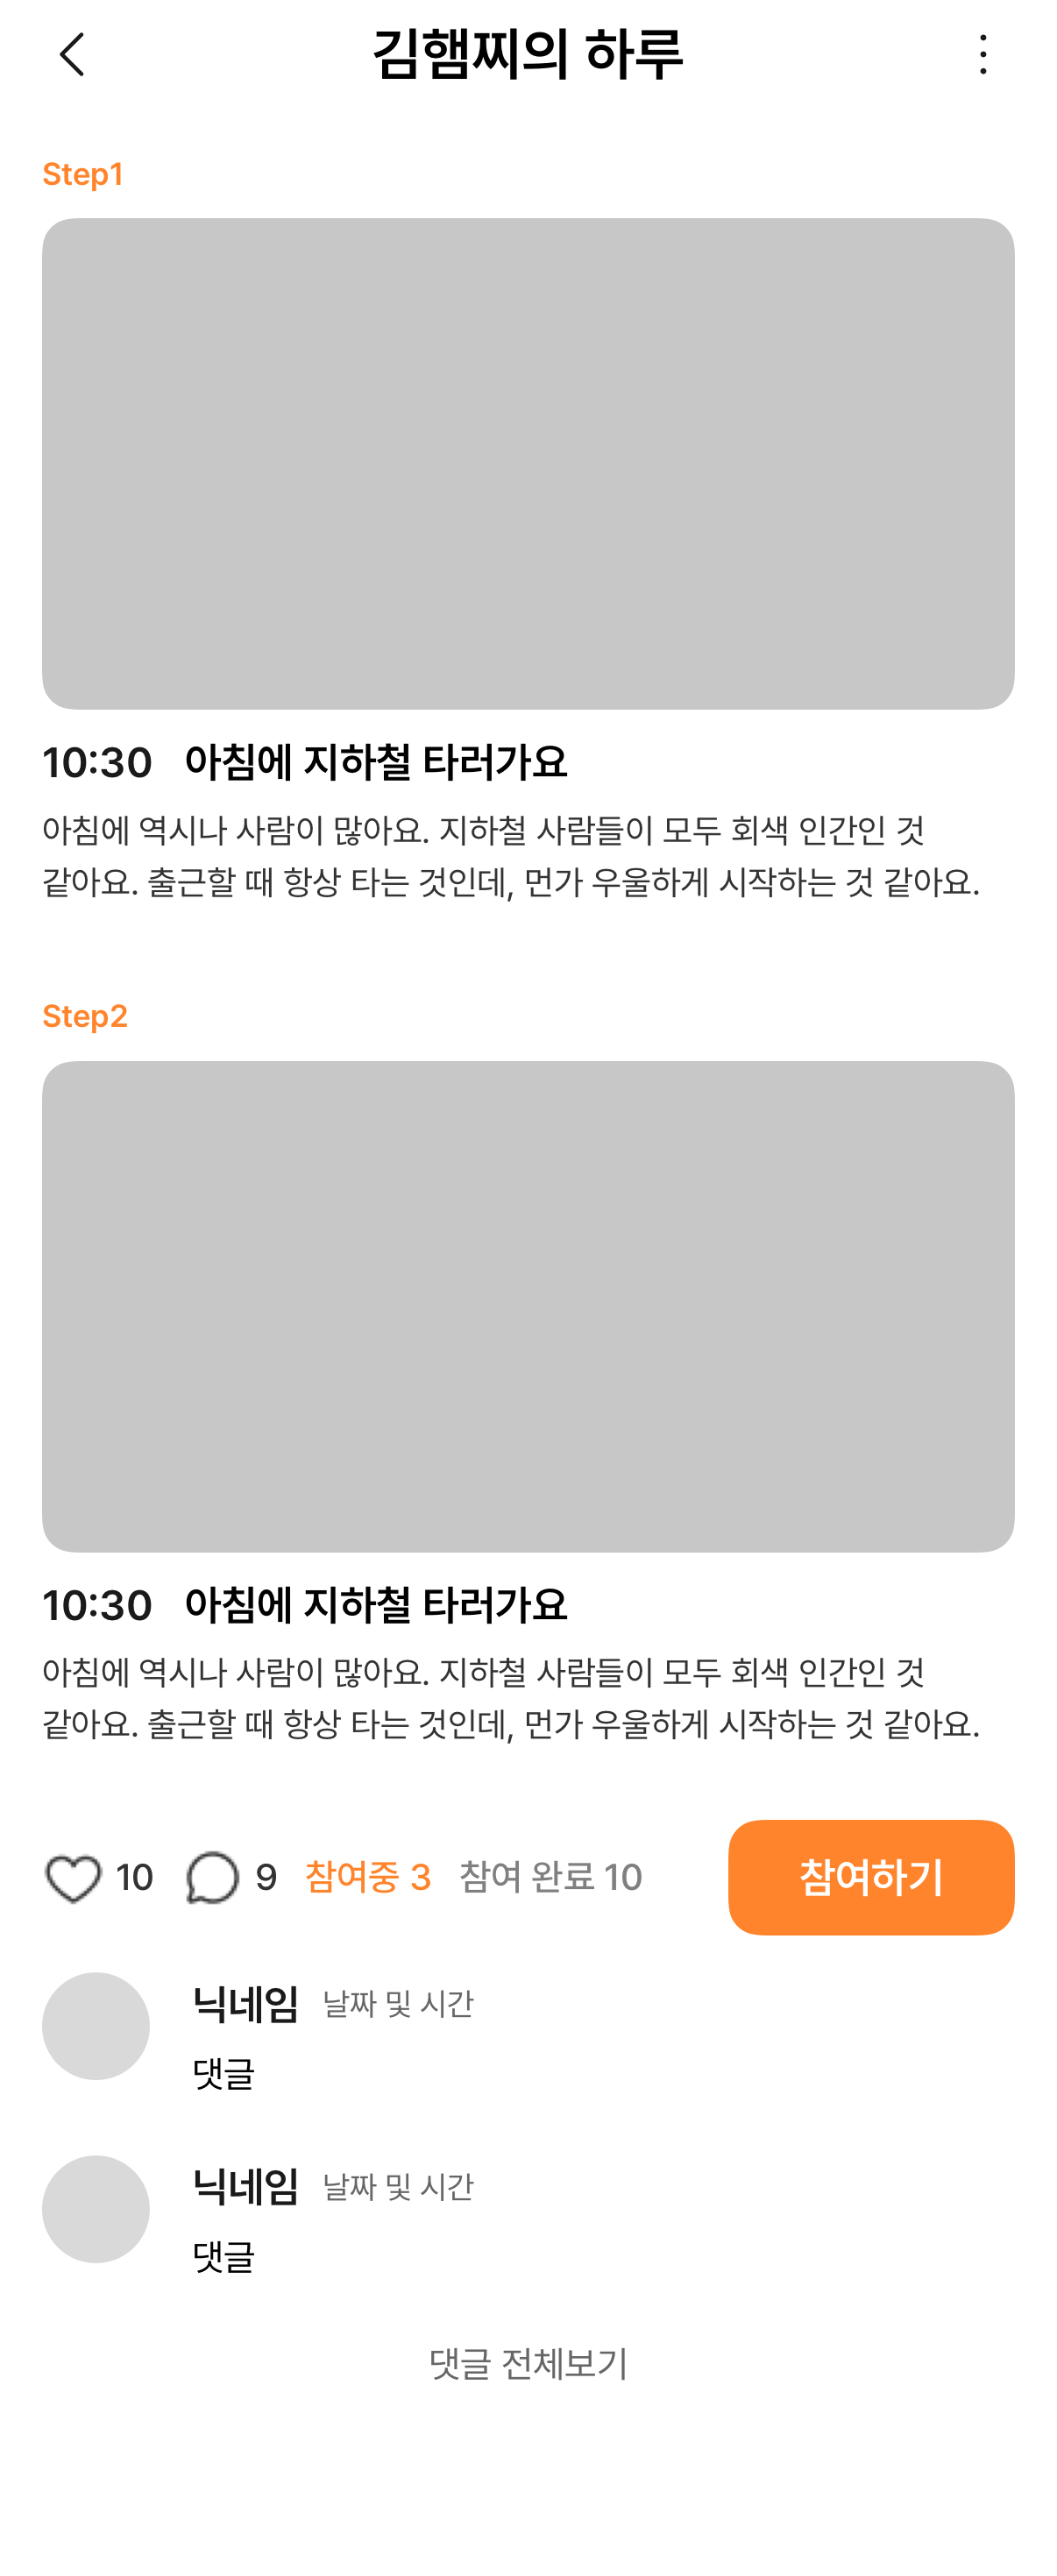 김햄찌의 하루
Step1
10:30 아침에 지하철 타러가요
아침에 역시나 사람이 많아요. 지하철 사람들이 모두 회색 인간인 것
같아요. 출근할 때 항상 타는 것인데, 먼가 우울하게 시작하는 것 같아요.
Step2
10:30 아침에 지하철 타러가요
아침에 역시나 사람이 많아요. 지하철 사람들이 모두 회색 인간인 것
같아요. 출근할 때 항상 타는 것인데, 먼가 우울하게 시작하는 것 같아요.
10 9 참여중 3 참여 완료 10 참여하기
닉네임 날짜 및 시간
댓글
닉네임 날짜 및 시간
댓글
댓글 전체보기